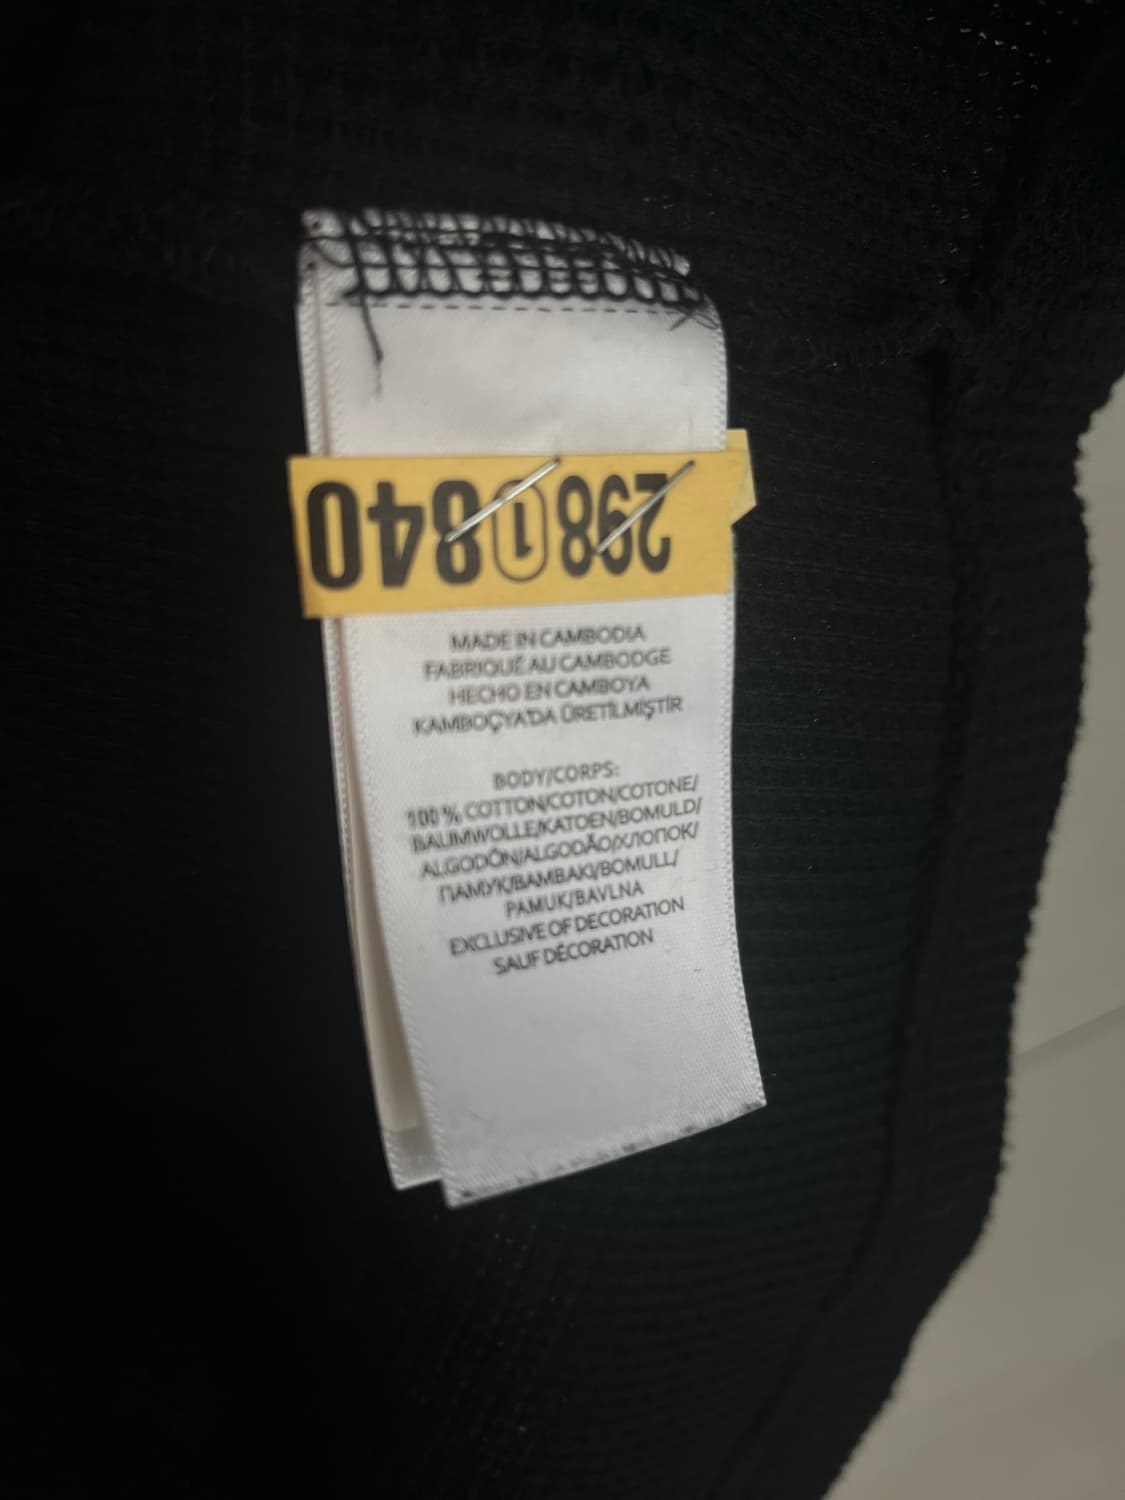 298 1 840
MADE IN CAMBODIA
FABRIQUÉ AU CAMBODGE
HECHO EN CAMBOYA
KAMBOÇYA'DA ÜRETİLMİŞTİR
BODY/CORPS:
100% COTTON/COTON/COTONE/
BAUMWOLLE/KATOEN/BOMULD/
ALGODÓN/ALGODÃO/ХЛОПОК/
ПАМУК/BAMBAKI/BOMULL/
PAMUK/BAVLNA
EXCLUSIVE OF DECORATION
SAUF DÉCORATION